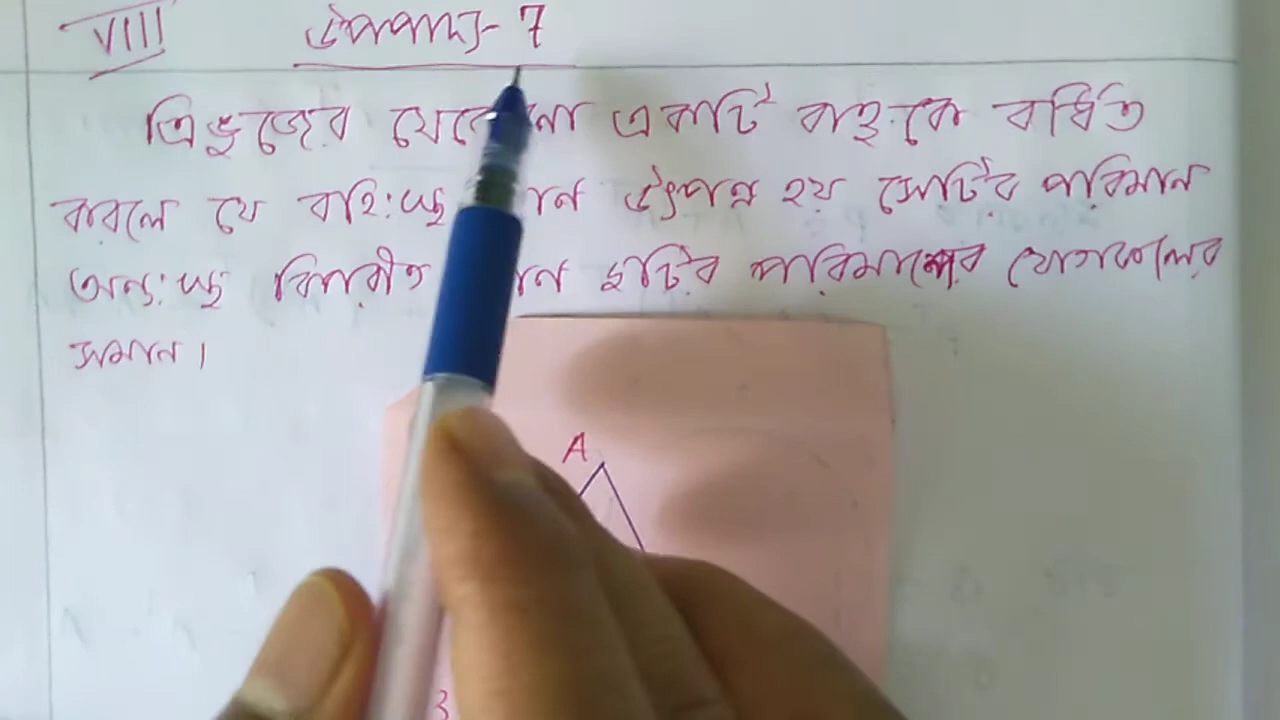 VIII উপপাদ্য- 7
ত্রিভুজের একটি বাহুকে বর্ধিত
করলে যে বহি:স্থ উৎপন্ন হয় সেটির পরিমান
অন্ত:স্থ বিপরীত দুটির পরিমানের যোগফলের
সমান।
A